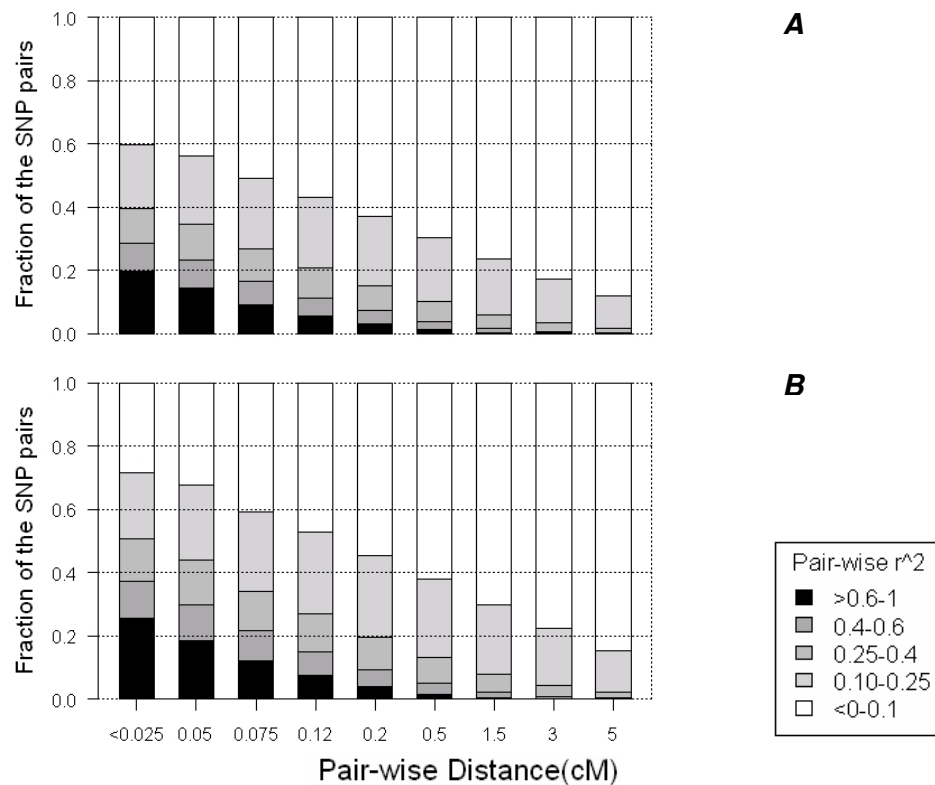 A
1.0
0.8
0.6
0.4
0.2
0.0
Fraction of the SNP pairs
B
1.0
0.8
0.6
0.4
0.2
0.0
Fraction of the SNP pairs
<0.025 0.05 0.075 0.12 0.2 0.5 1.5 3 5
Pair-wise Distance(cM)
Pair-wise r^2
>0.6-1
0.4-0.6
0.25-0.4
0.10-0.25
<0-0.1